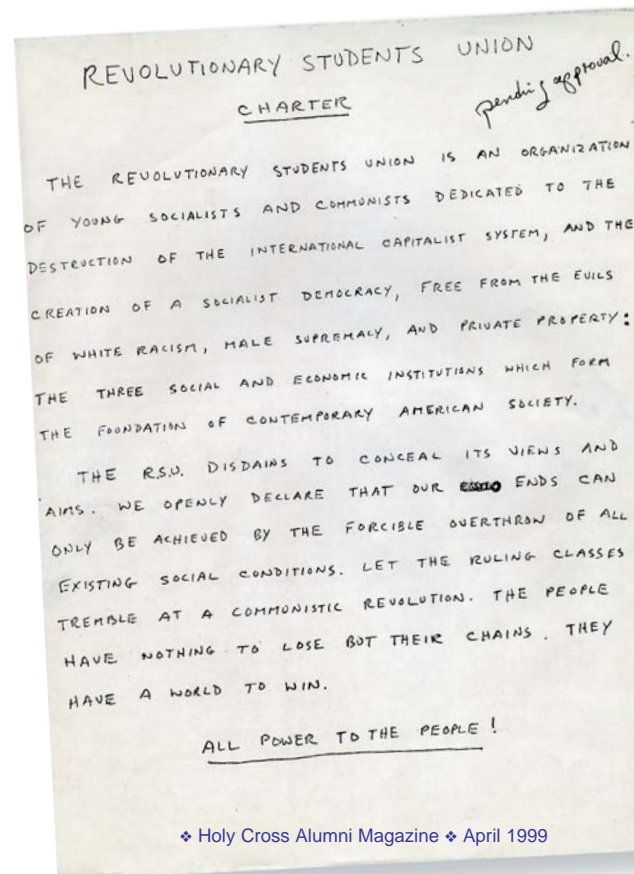 REVOLUTIONARY STUDENTS UNION
CHARTER
pending approval.
THE REVOLUTIONARY STUDENTS UNION IS AN ORGANIZATION
OF YOUNG SOCIALISTS AND COMMUNISTS DEDICATED TO THE
DESTRUCTION OF THE INTERNATIONAL CAPITALIST SYSTEM, AND THE
CREATION OF A SOCIALIST DEMOCRACY, FREE FROM THE EVILS
OF WHITE RACISM, MALE SUPREMACY, AND PRIVATE PROPERTY:
THE THREE SOCIAL AND ECONOMIC INSTITUTIONS WHICH FORM
THE FOUNDATION OF CONTEMPORARY AMERICAN SOCIETY.
THE R.S.U. DISDAINS TO CONCEAL ITS VIEWS AND
AIMS. WE OPENLY DECLARE THAT OUR ENDS CAN
ONLY BE ACHIEVED BY THE FORCIBLE OVERTHROW OF ALL
EXISTING SOCIAL CONDITIONS. LET THE RULING CLASSES
TREMBLE AT A COMMUNISTIC REVOLUTION. THE PEOPLE
HAVE NOTHING TO LOSE BUT THEIR CHAINS. THEY
HAVE A WORLD TO WIN.
ALL POWER TO THE PEOPLE!
❖ Holy Cross Alumni Magazine ❖ April 1999